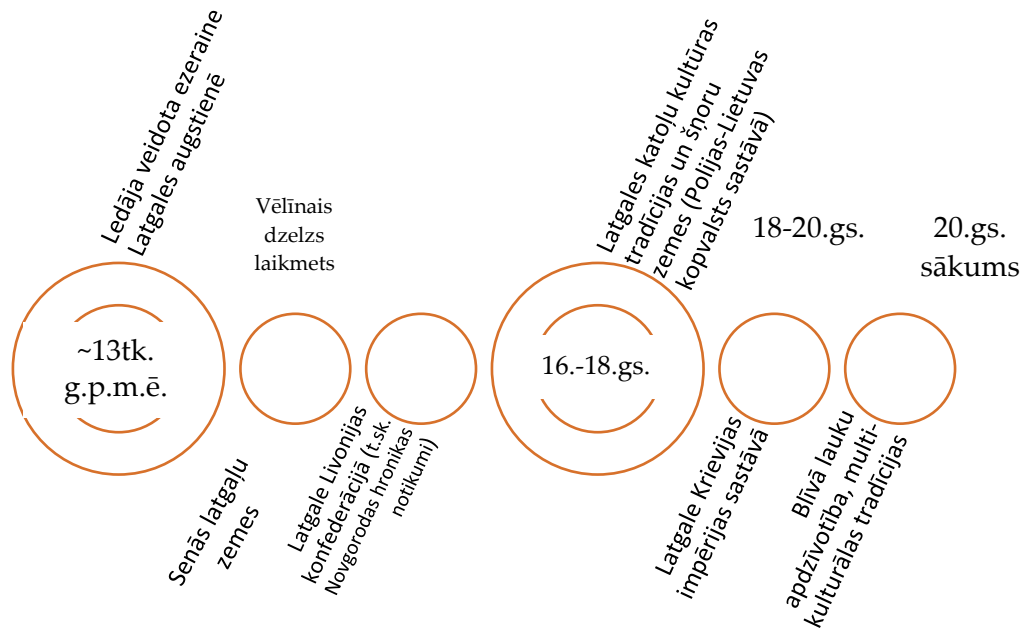 Ledāja veidota ezeraine
Latgales augstienē
~13tk.
g.p.m.ē.
Vēlīnais
dzelzs
laikmets
Senās latgaļu
zemes
Latgale Livonijas
konfederācijā (t.sk.
Novgorodas hronikas
notikumi)
Latgales katoļu kultūras
tradīcijas un šņoru
zemes (Polijas-Lietuvas
kopvalsts sastāvā)
16.-18.gs.
18-20.gs.
Latgale Krievijas
impērijas sastāvā
20.gs.
sākums
Blīvā lauku
apdzīvotība, multi-
kulturālas tradīcijas